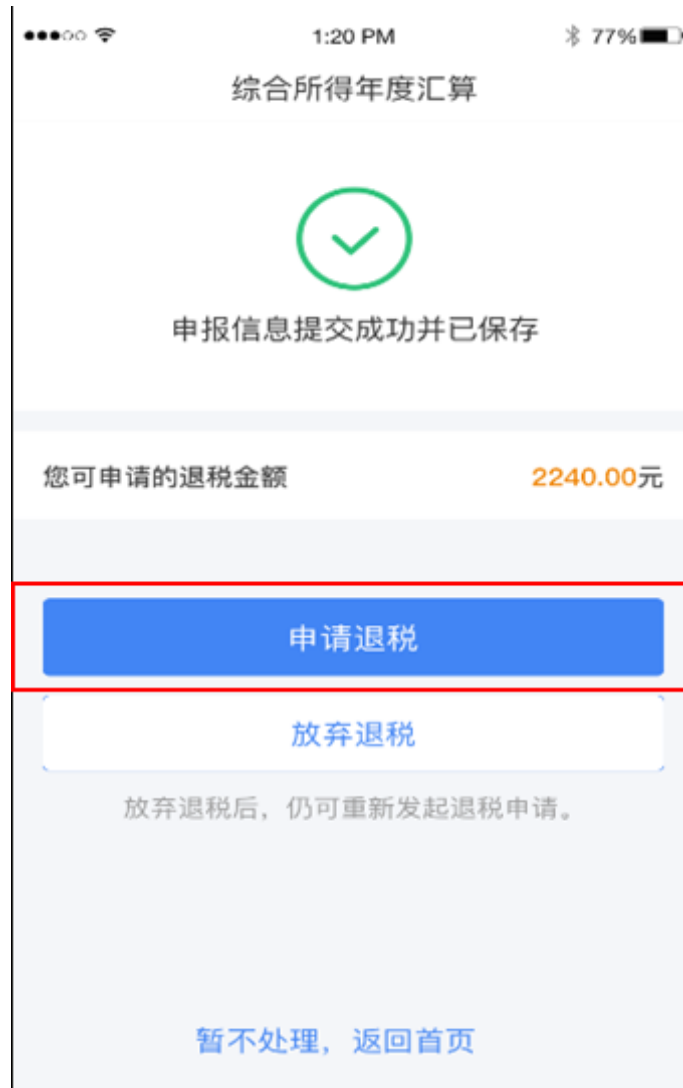 1:20 PM
77%
综合所得年度汇算
申报信息提交成功并已保存
您可申请的退税金额 2240.00元
申请退税
放弃退税
放弃退税后，仍可重新发起退税申请。
暂不处理，返回首页